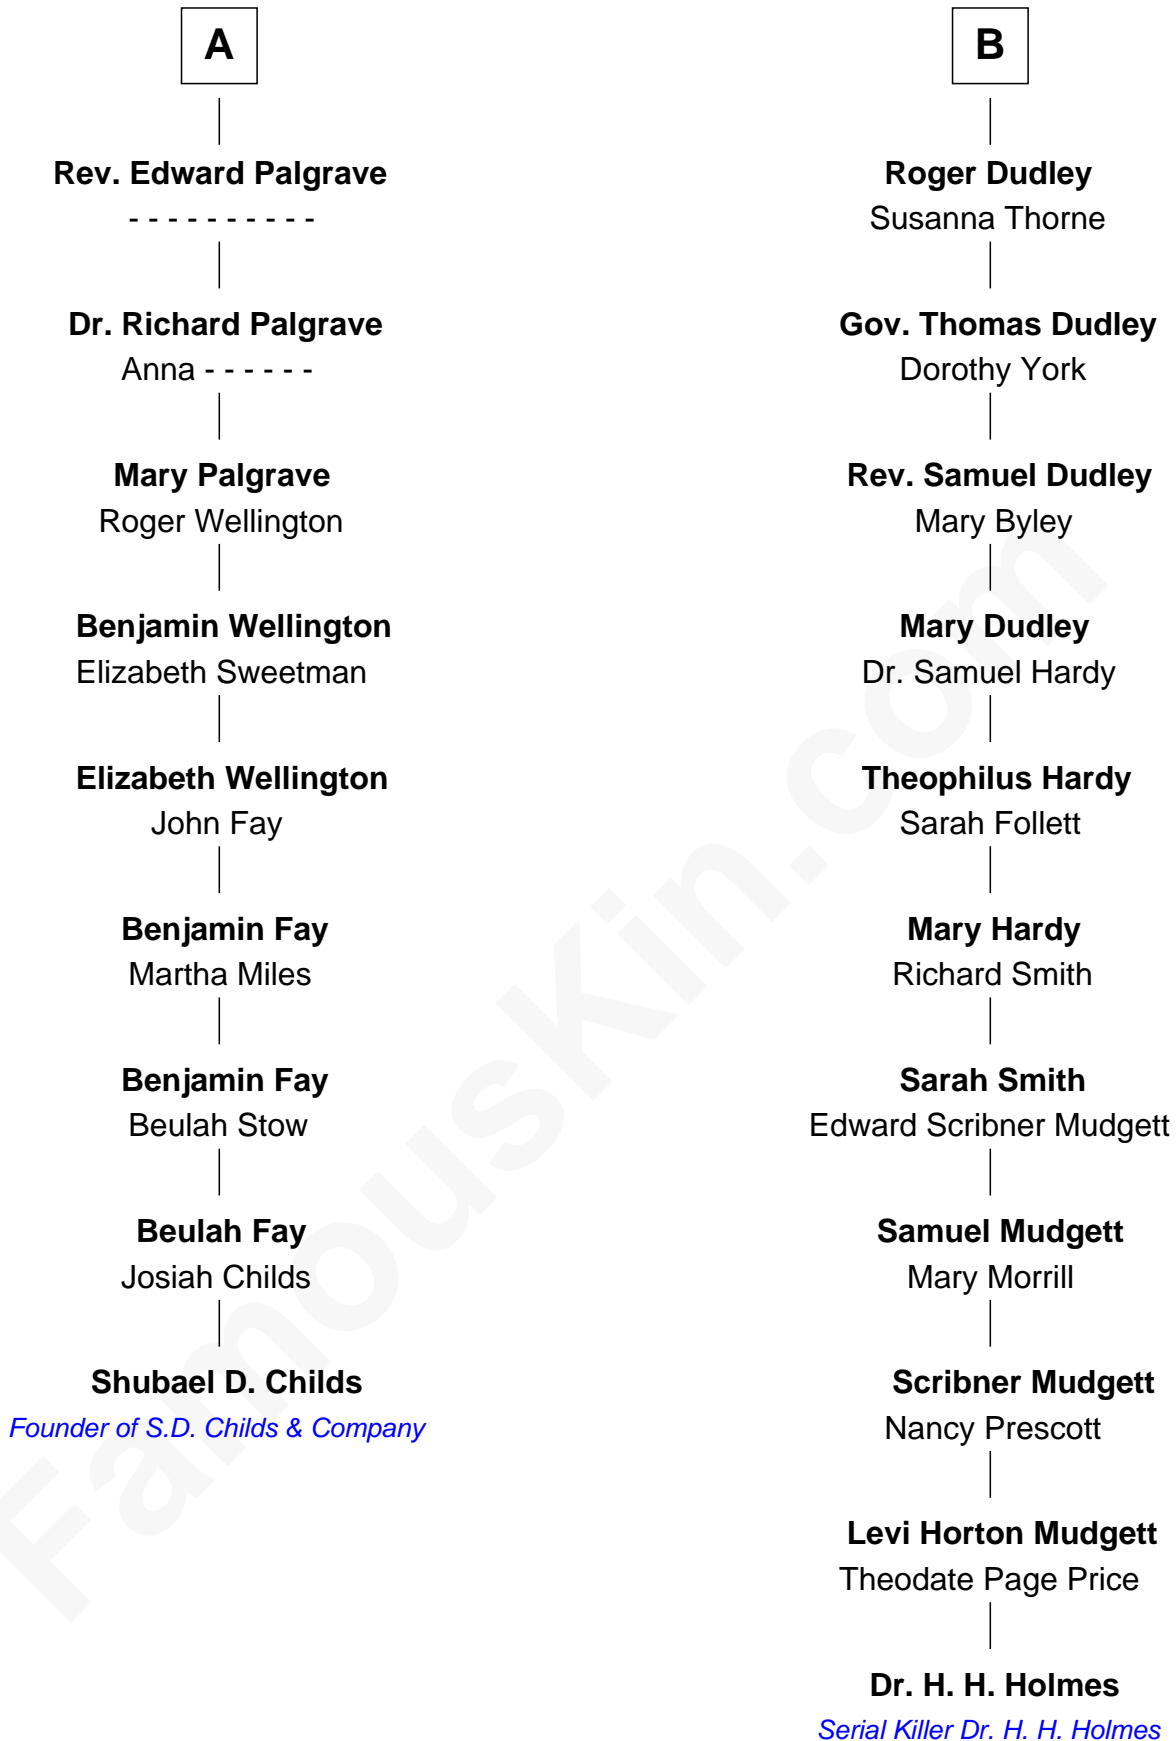 A
Rev. Edward Palgrave
- - - - - - - - - -
Dr. Richard Palgrave
Anna - - - - - -
Mary Palgrave
Roger Wellington
Benjamin Wellington
Elizabeth Sweetman
Elizabeth Wellington
John Fay
Benjamin Fay
Martha Miles
Benjamin Fay
Beulah Stow
Beulah Fay
Josiah Childs
Shubael D. Childs
Founder of S.D. Childs & Company
B
Roger Dudley
Susanna Thorne
Gov. Thomas Dudley
Dorothy York
Rev. Samuel Dudley
Mary Byley
Mary Dudley
Dr. Samuel Hardy
Theophilus Hardy
Sarah Follett
Mary Hardy
Richard Smith
Sarah Smith
Edward Scribner Mudgett
Samuel Mudgett
Mary Morrill
Scribner Mudgett
Nancy Prescott
Levi Horton Mudgett
Theodate Page Price
Dr. H. H. Holmes
Serial Killer Dr. H. H. Holmes
FamousKin.com